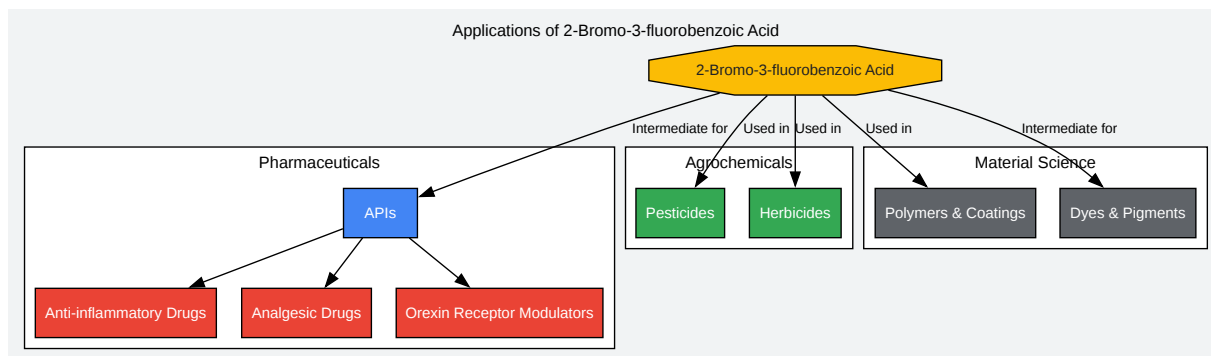 Applications of 2-Bromo-3-fluorobenzoic Acid
2-Bromo-3-fluorobenzoic Acid
Intermediate for
Used in
Used in
Used in
Intermediate for
Pharmaceuticals
Agrochemicals
Material Science
APIs
Pesticides
Herbicides
Polymers & Coatings
Dyes & Pigments
Anti-inflammatory Drugs
Analgesic Drugs
Orexin Receptor Modulators